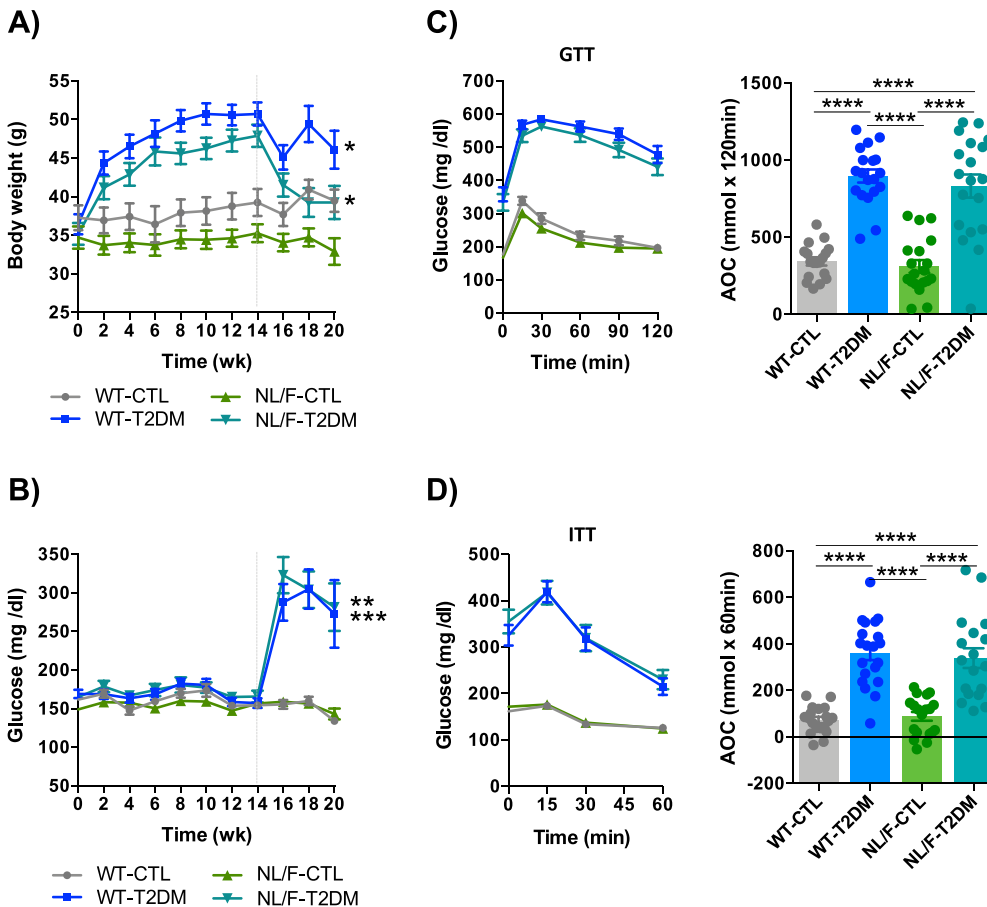 A)
Body weight (g)
55
50
45
40
35
30
25
0 2 4 6 8 10 12 14 16 18 20
Time (wk)
*
*
WT-CTL
NL/F-CTL
WT-T2DM
NL/F-T2DM
C)
GTT
Glucose (mg /dl)
700
600
500
400
300
200
100
0
0 30 60 90 120
Time (min)
AOC (mmol x 120min)
1500
1000
500
0
****
**** ****
****
WT-CTL
WT-T2DM
NL/F-CTL
NL/F-T2DM
B)
Glucose (mg /dl)
350
300
250
200
150
100
50
0 2 4 6 8 10 12 14 16 18 20
Time (wk)
**
***
WT-CTL
NL/F-CTL
WT-T2DM
NL/F-T2DM
D)
ITT
Glucose (mg /dl)
500
400
300
200
100
0
0 15 30 45 60
Time (min)
AOC (mmol x 60min)
800
600
400
200
0
-200
****
**** ****
****
WT-CTL
WT-T2DM
NL/F-CTL
NL/F-T2DM